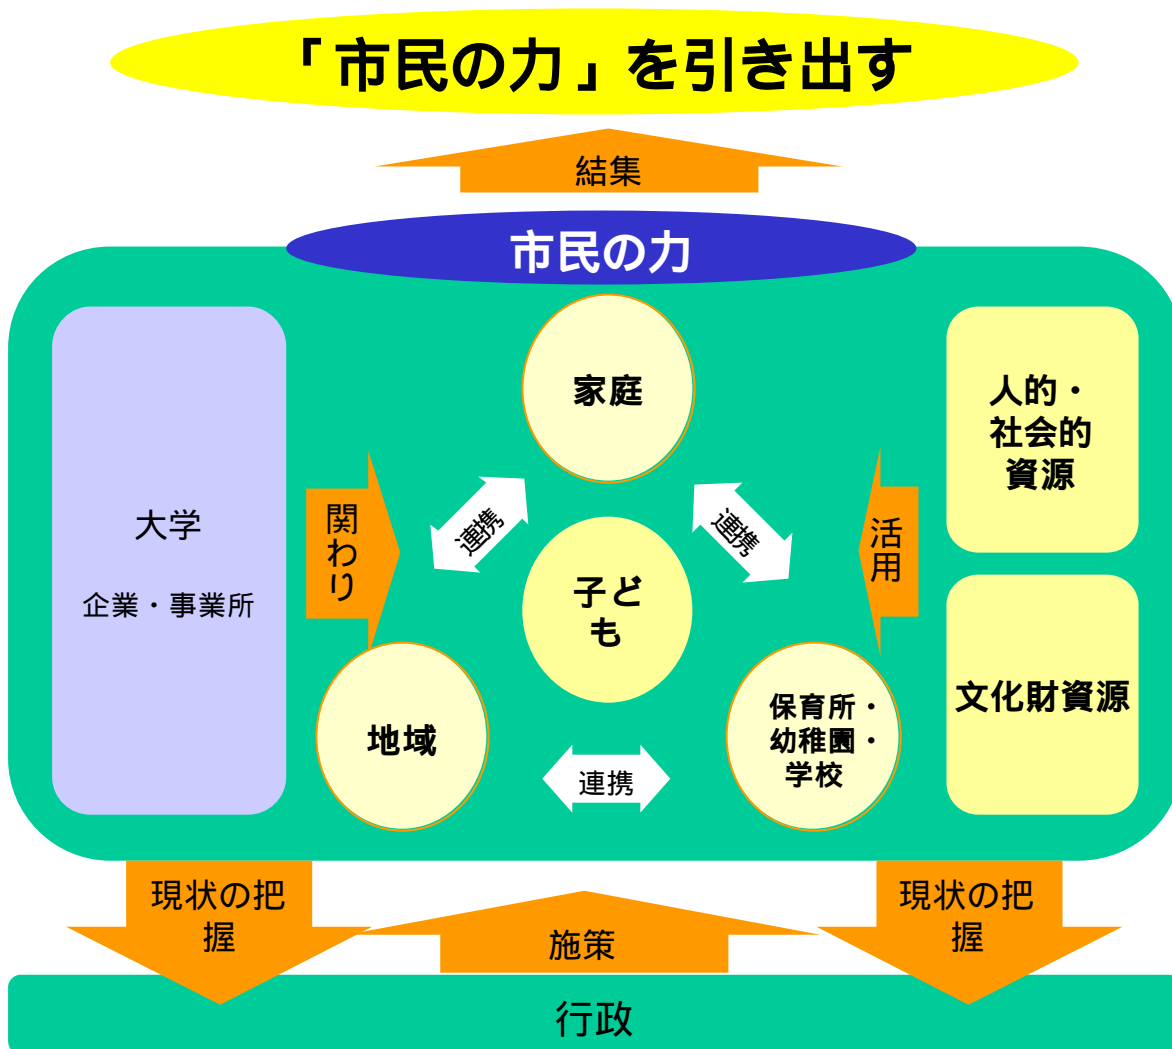 「市民の力」を引き出す
結集
市民の力
家庭
人的・
社会的
資源
大学
企業・事業所
関わり
連携
連携
活用
子ど
も
地域
保育所・
幼稚園・
学校
文化財資源
連携
現状の把
握
施策
現状の把
握
行政